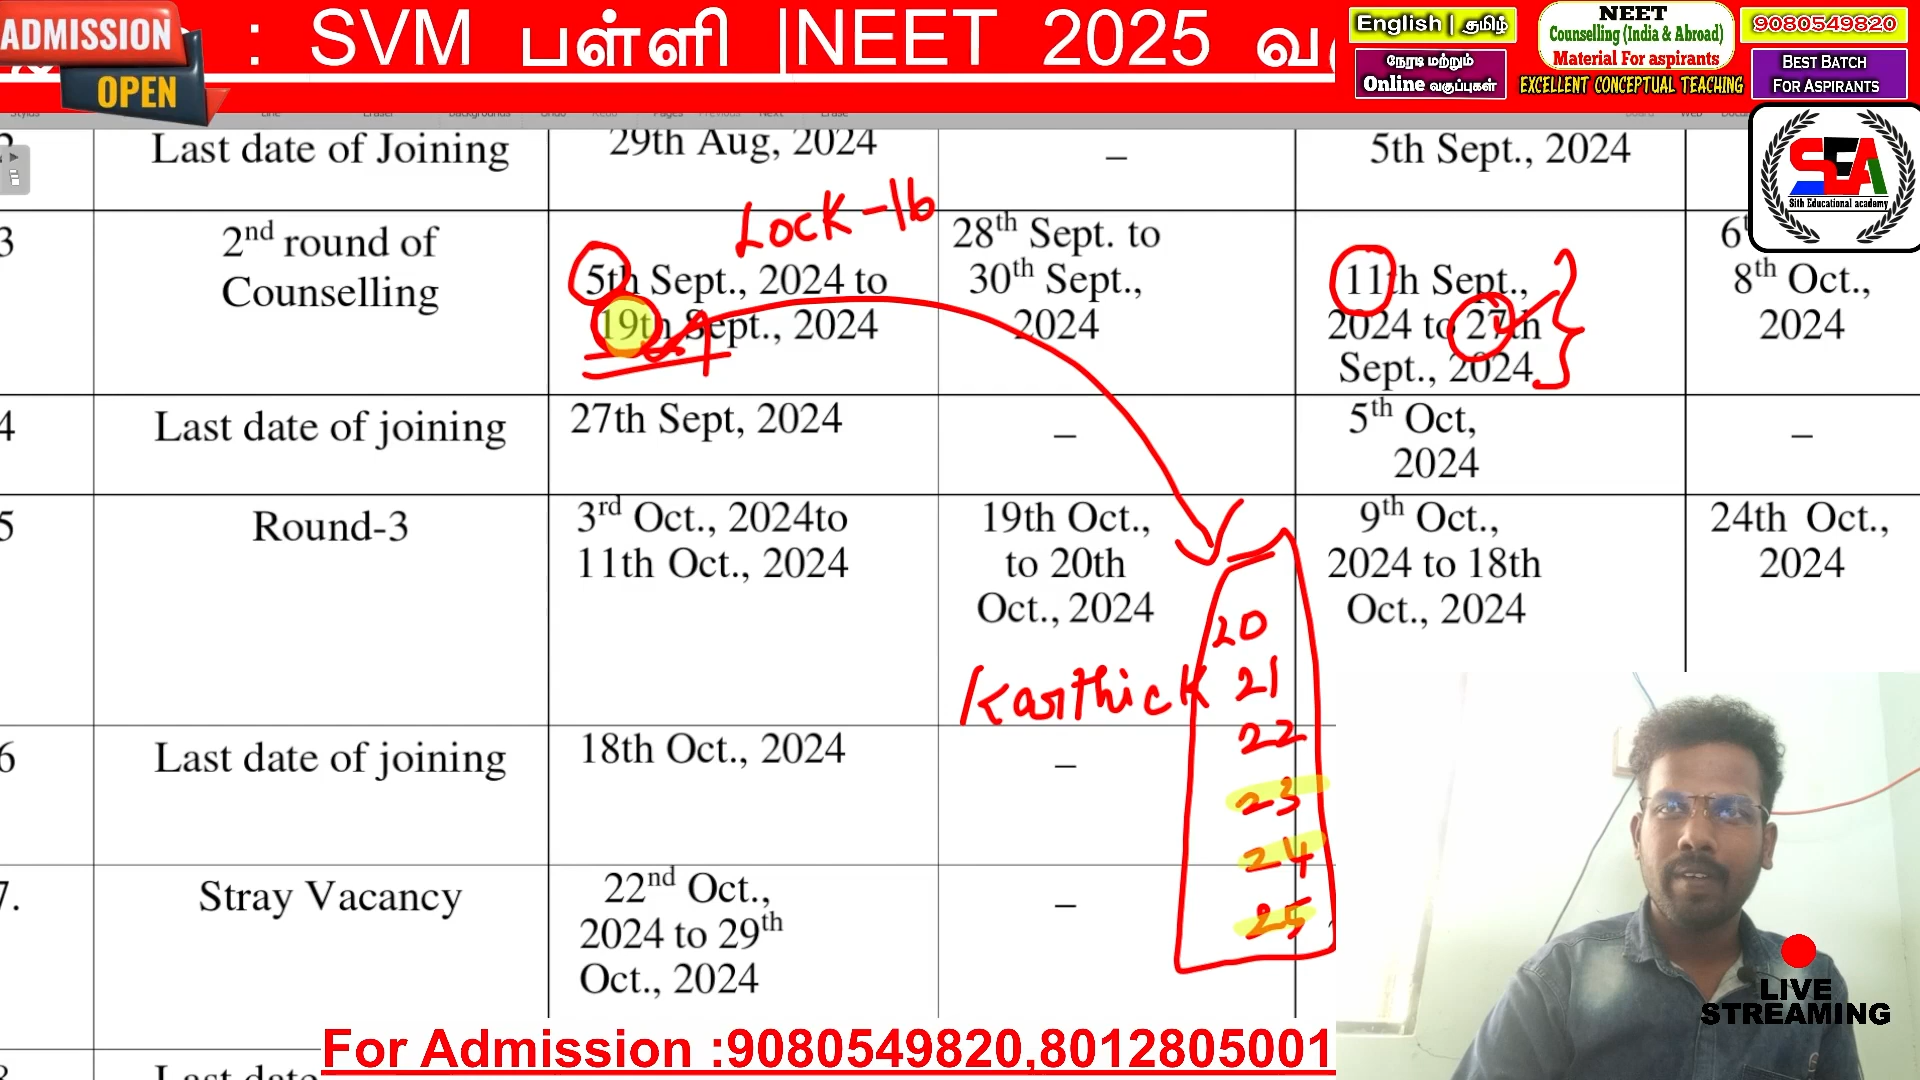 ADMISSION
OPEN
: SVM பள்ளி |NEET 2025
English | தமிழ்
நேரடி மற்றும்
Online வகுப்புகள்
NEET
Counselling (India & Abroad)
Material For aspirants
EXCELLENT CONCEPTUAL TEACHING
9080549820
BEST BATCH
FOR ASPIRANTS
SEA
Sith Educational academy
Last date of Joining
29th Aug, 2024
–
5th Sept., 2024
3
2nd round of
Counselling
Lock-16
5th Sept., 2024 to
19th Sept., 2024
28th Sept. to
30th Sept.,
2024
11th Sept.,
2024 to 27th
Sept., 2024
8th Oct.,
2024
4
Last date of joining
27th Sept, 2024
–
5th Oct,
2024
–
5
Round-3
3rd Oct., 2024to
11th Oct., 2024
19th Oct.,
to 20th
Oct., 2024
9th Oct.,
2024 to 18th
Oct., 2024
24th Oct.,
2024
Karthick
20
21
22
23
24
25
6
Last date of joining
18th Oct., 2024
–
7.
Stray Vacancy
22nd Oct.,
2024 to 29th
Oct., 2024
–
Last date
For Admission :9080549820,8012805001
LIVE
STREAMING